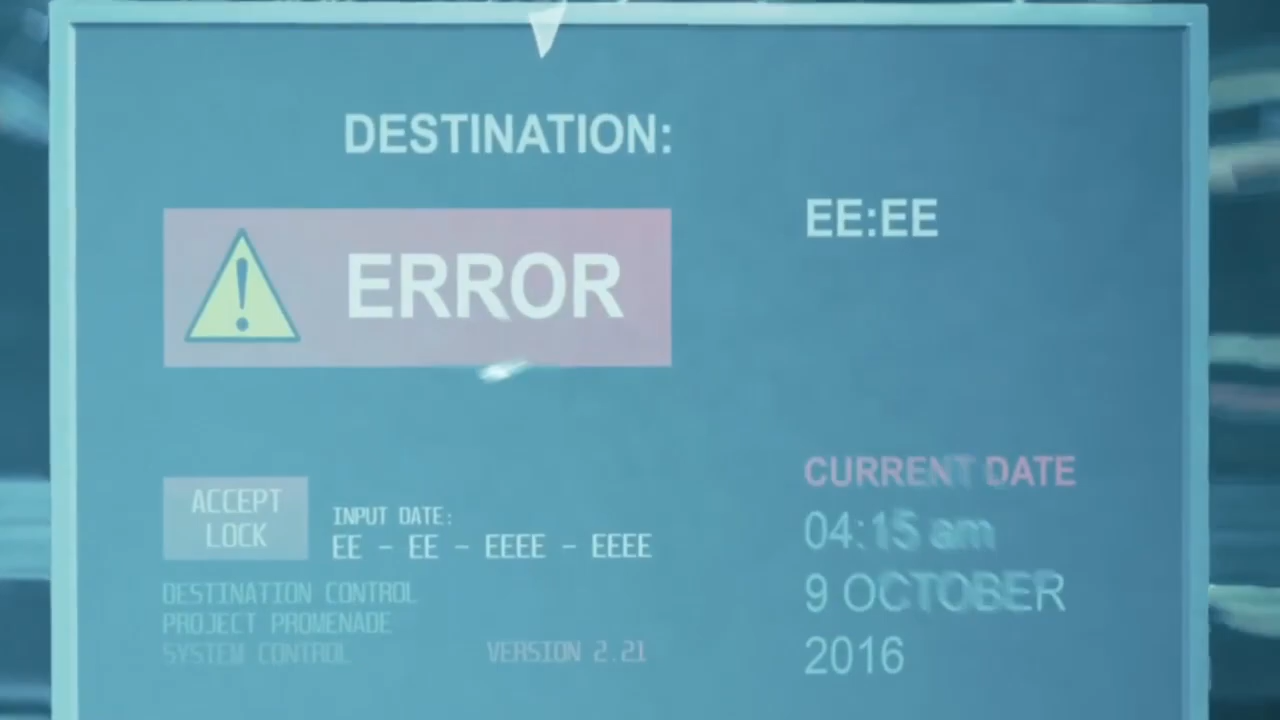 DESTINATION:
ERROR
EE:EE
ACCEPT
LOCK
INPUT DATE:
EE - EE - EEEE - EEEE
DESTINATION CONTROL
PROJECT PROMENADE
SYSTEM CONTROL
VERSION 2.21
CURRENT DATE
04:15 am
9 OCTOBER
2016